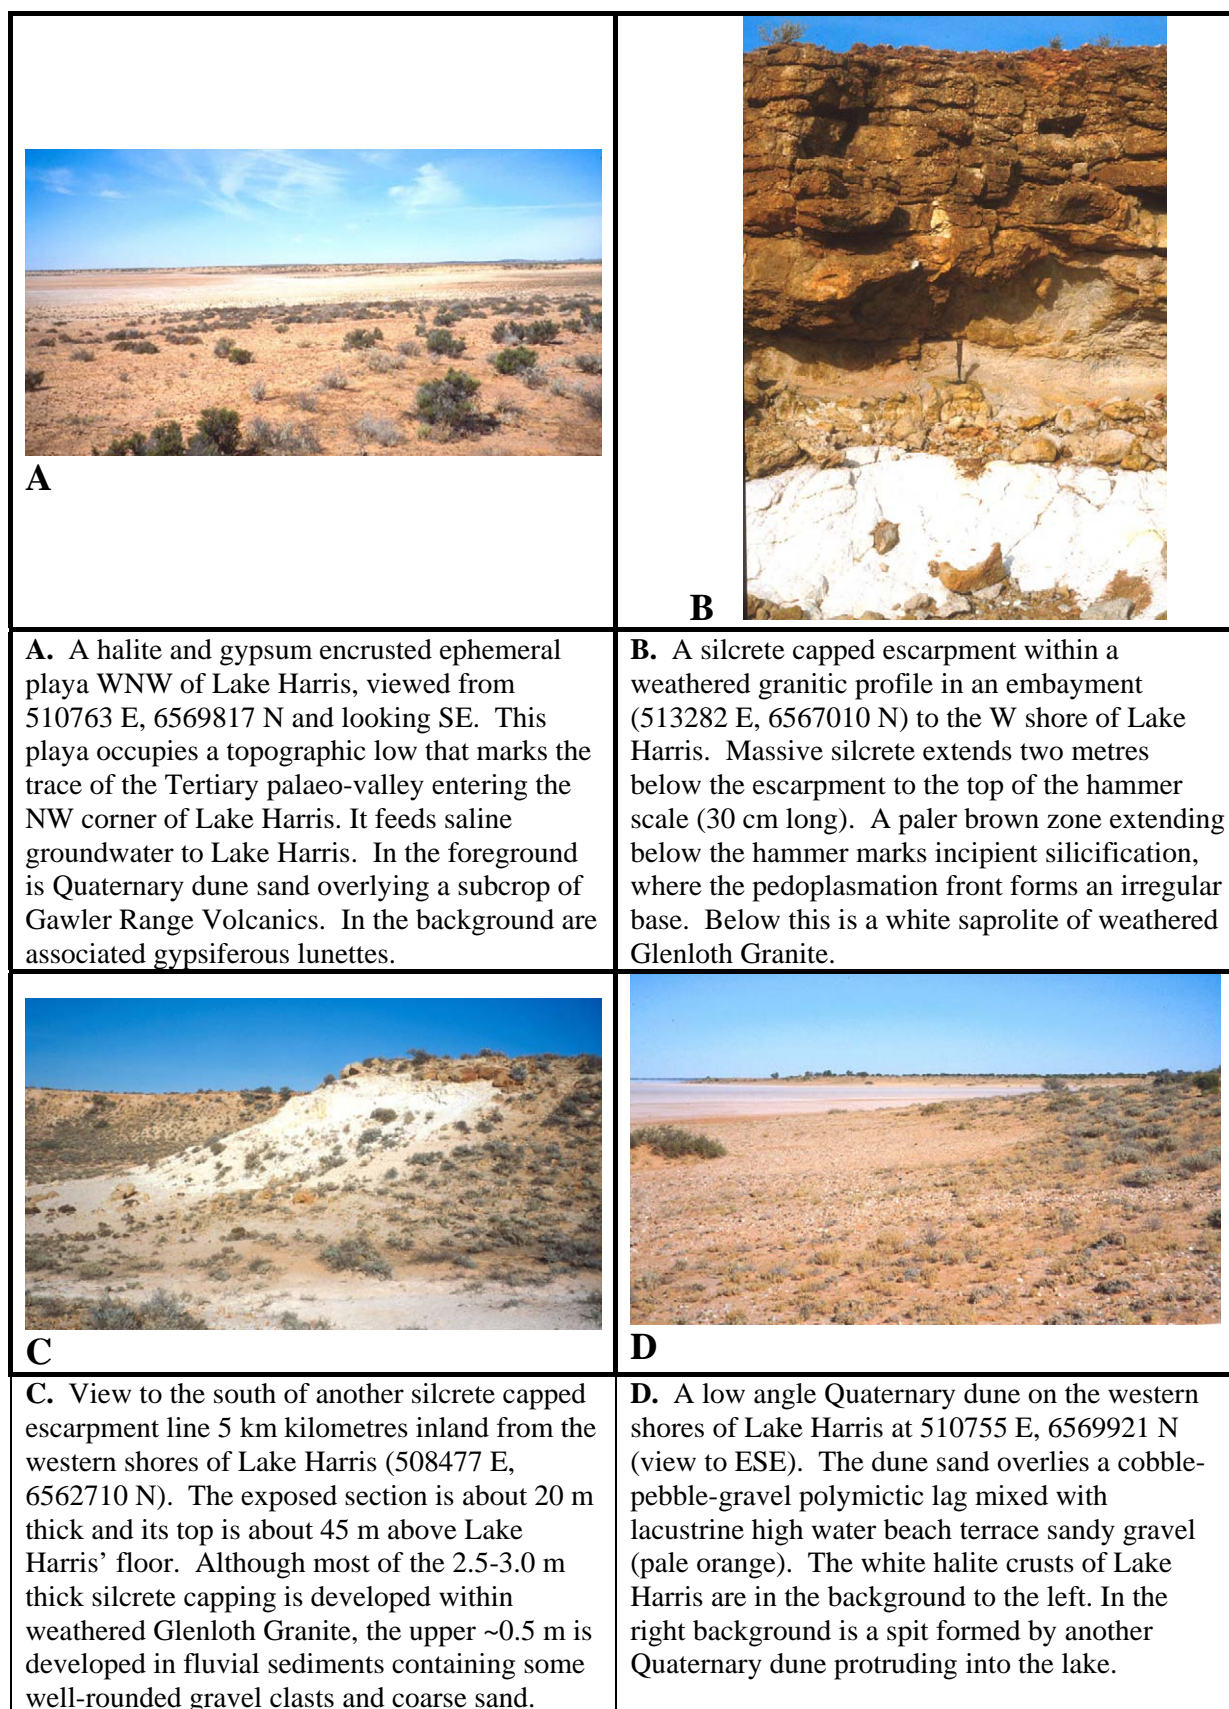 A
B
A. A halite and gypsum encrusted ephemeral
playa WNW of Lake Harris, viewed from
510763 E, 6569817 N and looking SE. This
playa occupies a topographic low that marks the
trace of the Tertiary palaeo-valley entering the
NW corner of Lake Harris. It feeds saline
groundwater to Lake Harris. In the foreground
is Quaternary dune sand overlying a subcrop of
Gawler Range Volcanics. In the background are
associated gypsiferous lunettes.
B. A silcrete capped escarpment within a
weathered granitic profile in an embayment
(513282 E, 6567010 N) to the W shore of Lake
Harris. Massive silcrete extends two metres
below the escarpment to the top of the hammer
scale (30 cm long). A paler brown zone extending
below the hammer marks incipient silicification,
where the pedoplasmation front forms an irregular
base. Below this is a white saprolite of weathered
Glenloth Granite.
C
D
C. View to the south of another silcrete capped
escarpment line 5 km kilometres inland from the
western shores of Lake Harris (508477 E,
6562710 N). The exposed section is about 20 m
thick and its top is about 45 m above Lake
Harris’ floor. Although most of the 2.5-3.0 m
thick silcrete capping is developed within
weathered Glenloth Granite, the upper ~0.5 m is
developed in fluvial sediments containing some
well-rounded gravel clasts and coarse sand.
D. A low angle Quaternary dune on the western
shores of Lake Harris at 510755 E, 6569921 N
(view to ESE). The dune sand overlies a cobble-
pebble-gravel polymictic lag mixed with
lacustrine high water beach terrace sandy gravel
(pale orange). The white halite crusts of Lake
Harris are in the background to the left. In the
right background is a spit formed by another
Quaternary dune protruding into the lake.